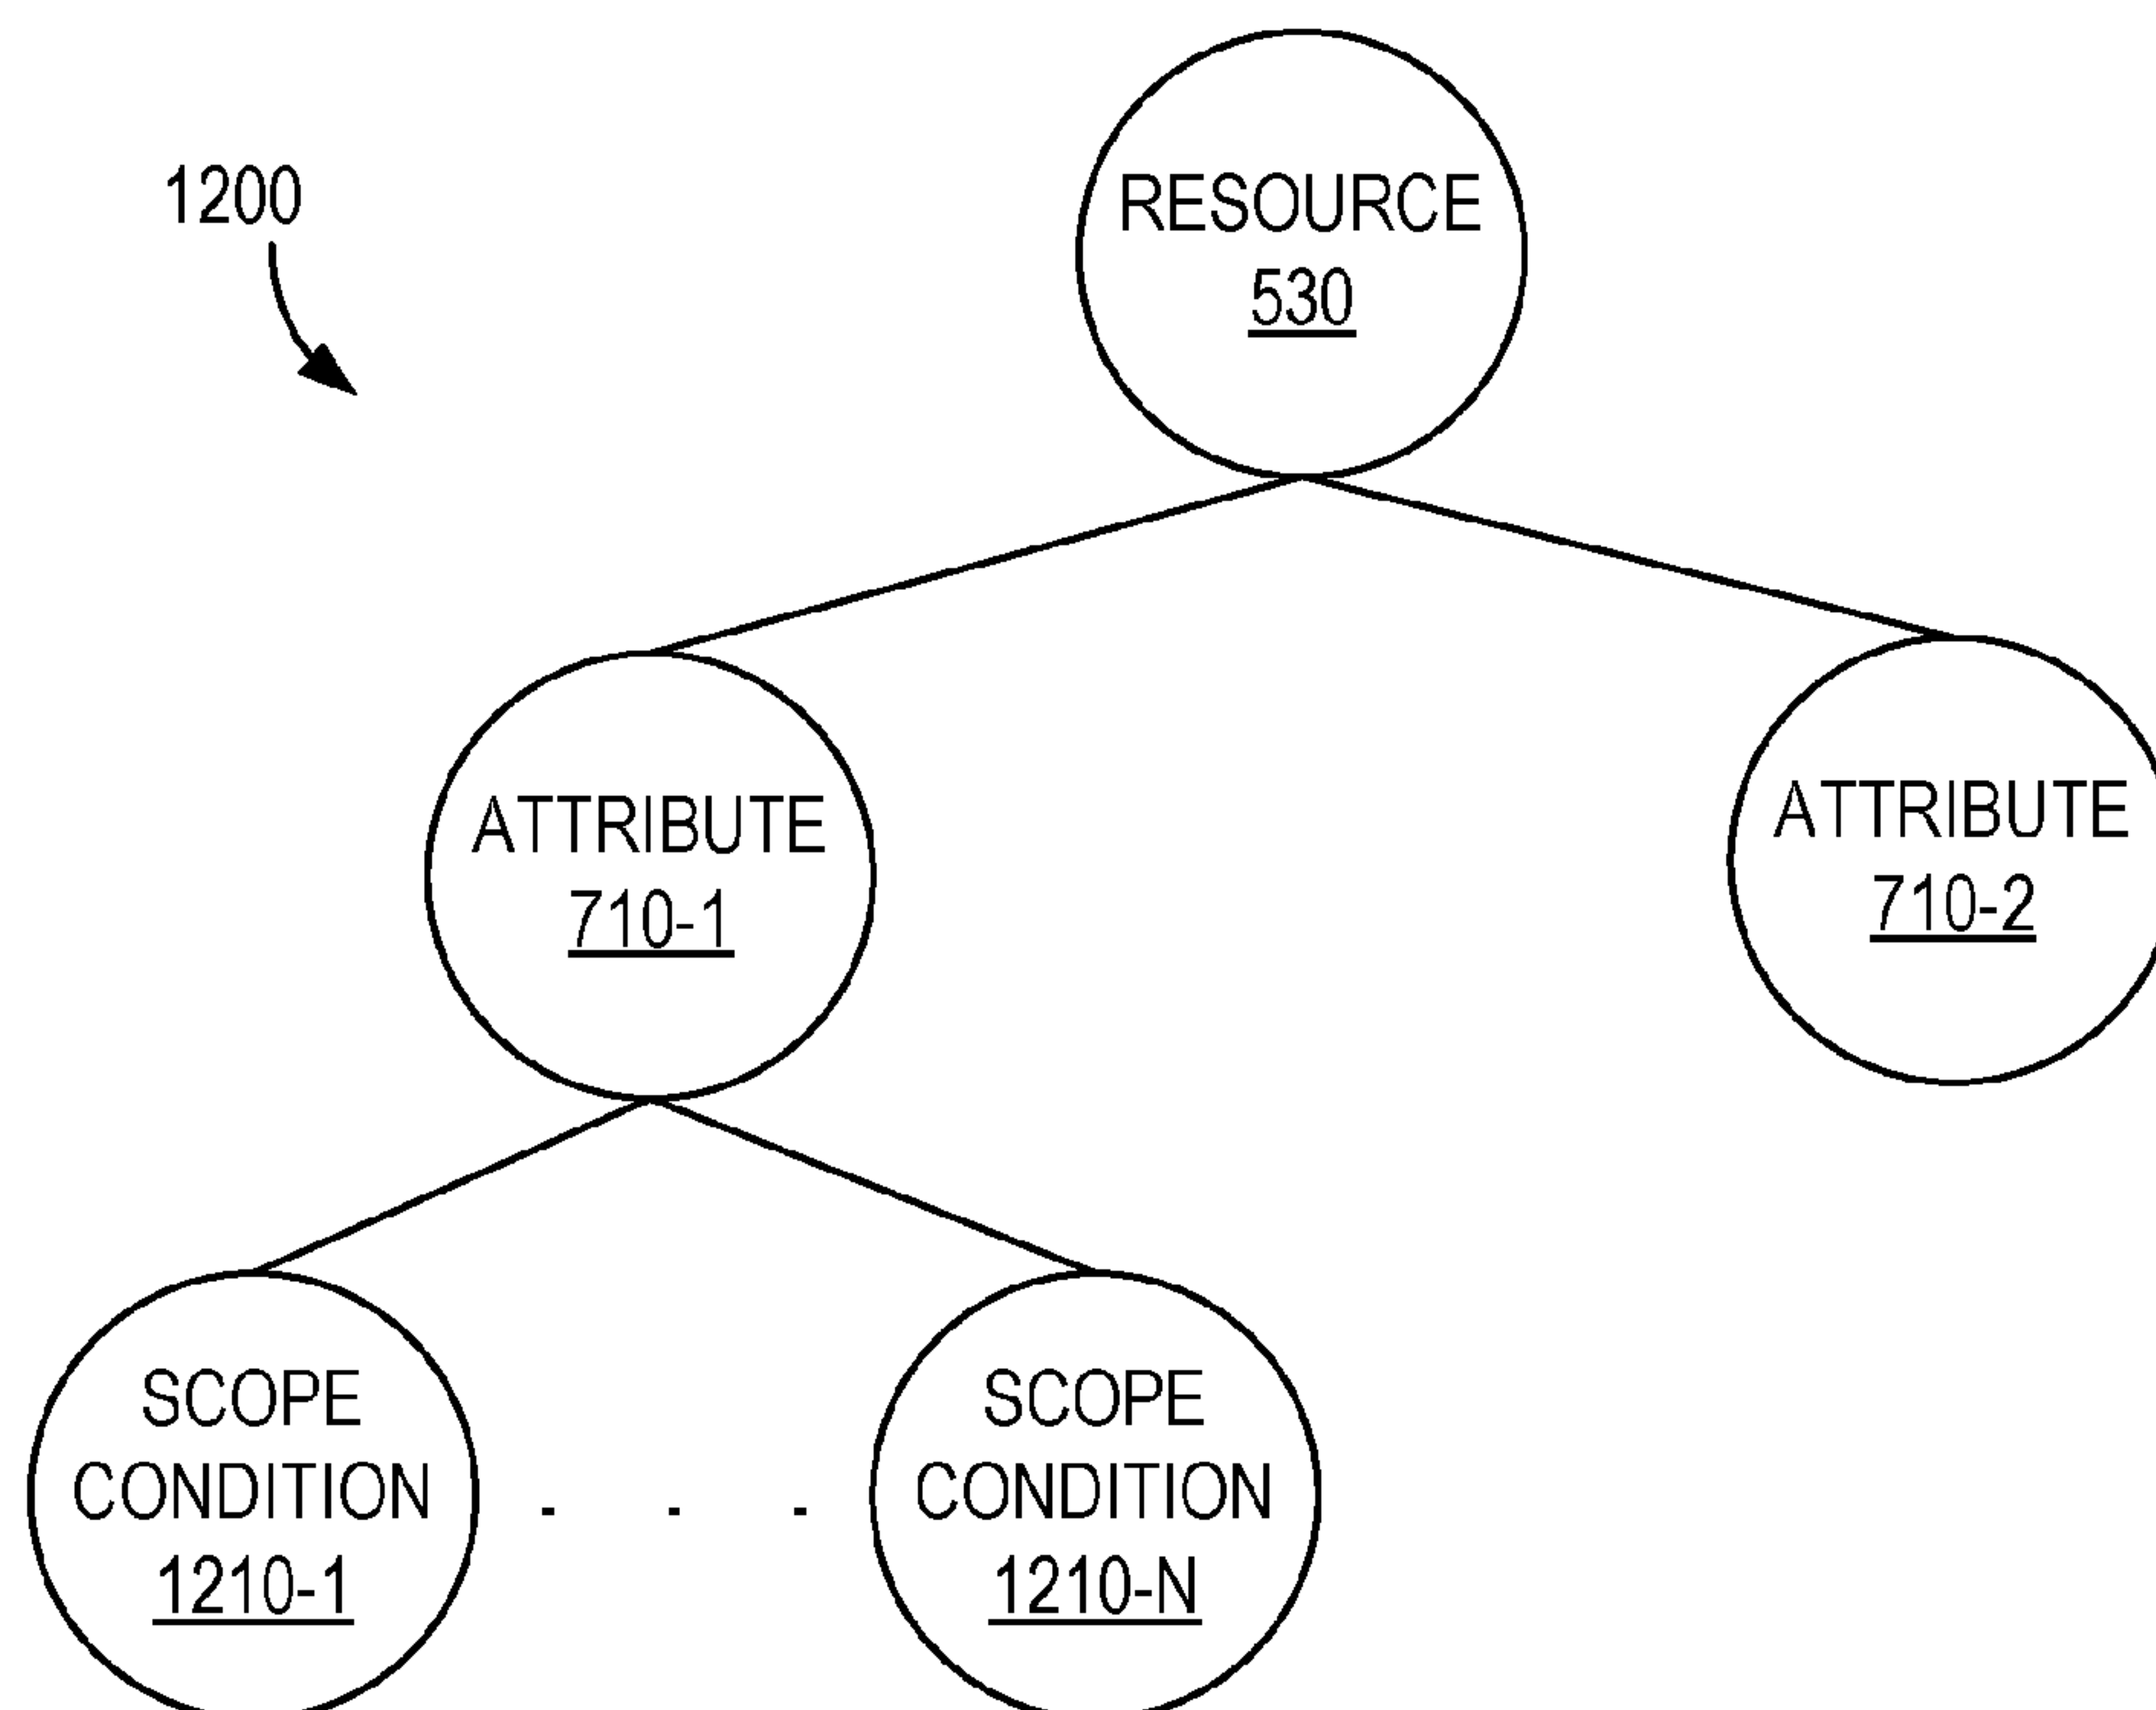 1200
RESOURCE
530
ATTRIBUTE
710-1
ATTRIBUTE
710-2
SCOPE
CONDITION
1210-1
. . .
SCOPE
CONDITION
1210-N